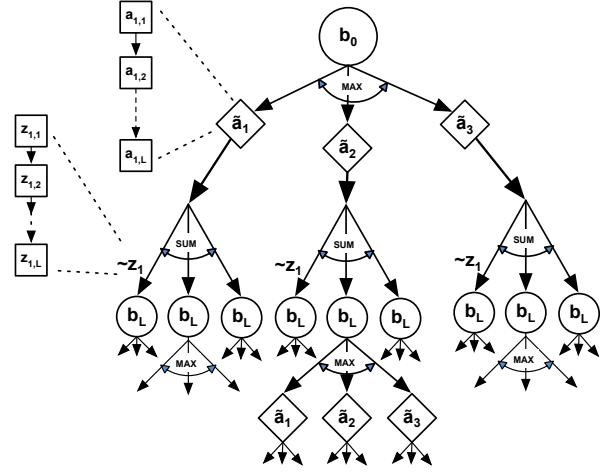 a1,1
a1,2
a1,L
b0
MAX
ã1
ã2
ã3
z1,1
z1,2
z1,L
SUM
SUM
SUM
~z1
~z1
~z1
bL
bL
bL
bL
bL
bL
bL
bL
bL
MAX
MAX
MAX
ã1
ã2
ã3